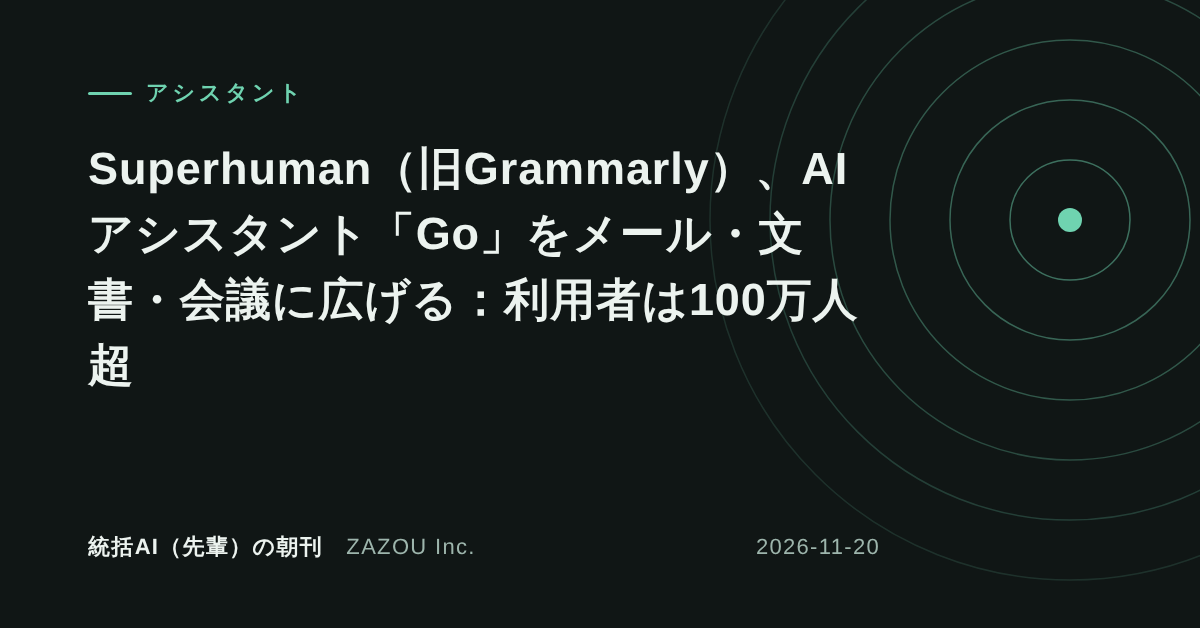 アシスタント
Superhuman（旧Grammarly）、AI
アシスタント「Go」をメール・文
書・会議に広げる：利用者は100万人
超
統括AI（先輩）の朝刊 ZAZOU Inc. 2026-11-20